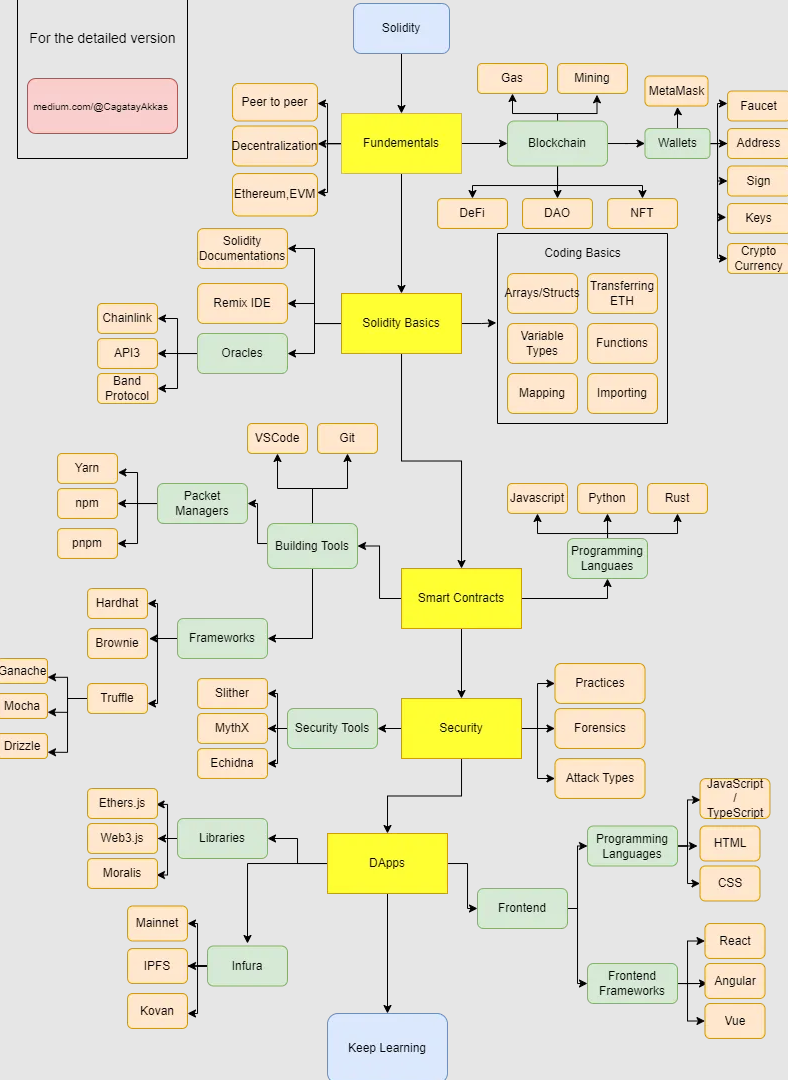 For the detailed version
medium.com/@CagatayAkkas
Solidity
Gas
Mining
MetaMask
Peer to peer
Decentralization
Ethereum,EVM
Fundementals
Blockchain
Wallets
Faucet
Address
Sign
Keys
Crypto
Currency
DeFi
DAO
NFT
Solidity
Documentations
Remix IDE
Oracles
Chainlink
API3
Band
Protocol
Solidity Basics
Coding Basics
Arrays/Structs
Transferring
ETH
Variable
Types
Functions
Mapping
Importing
VSCode
Git
Yarn
npm
pnpm
Packet
Managers
Building Tools
Javascript
Python
Rust
Programming
Languaes
Smart Contracts
Hardhat
Brownie
Truffle
Frameworks
Ganache
Mocha
Drizzle
Slither
MythX
Echidna
Security Tools
Security
Practices
Forensics
Attack Types
Ethers.js
Web3.js
Moralis
Libraries
DApps
Programming
Languages
JavaScript
/
TypeScript
HTML
CSS
Frontend
Mainnet
IPFS
Kovan
Infura
Frontend
Frameworks
React
Angular
Vue
Keep Learning